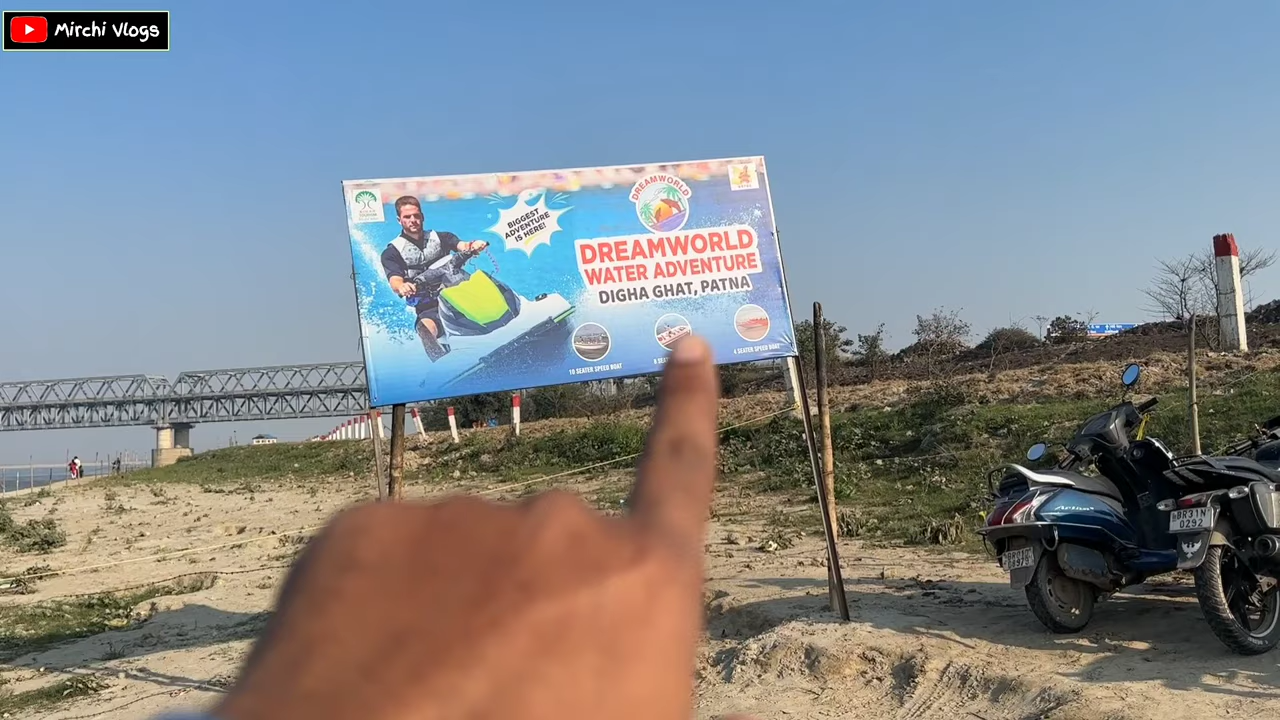 Mirchi Vlogs
DREAMWORLD
BIGGEST
ADVENTURE
IS HERE!
DREAMWORLD
WATER ADVENTURE
DIGHA GHAT, PATNA
10 SEATER SPEED BOAT
4 SEATER SPEED BOAT
Activa
BR31N
0292